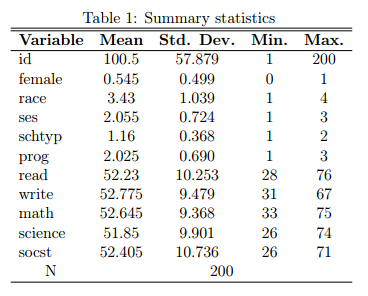 Table 1: Summary statistics
Variable Mean Std. Dev. Min. Max.
id 100.5 57.879 1 200
female 0.545 0.499 0 1
race 3.43 1.039 1 4
ses 2.055 0.724 1 3
schtyp 1.16 0.368 1 2
prog 2.025 0.690 1 3
read 52.23 10.253 28 76
write 52.775 9.479 31 67
math 52.645 9.368 33 75
science 51.85 9.901 26 74
socst 52.405 10.736 26 71
N 200